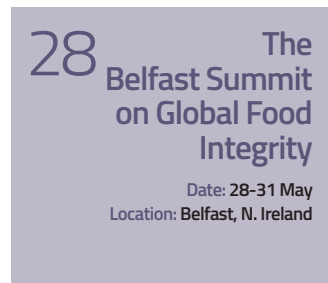 28
The
Belfast Summit
on Global Food
Integrity
Date: 28-31 May
Location: Belfast, N. Ireland